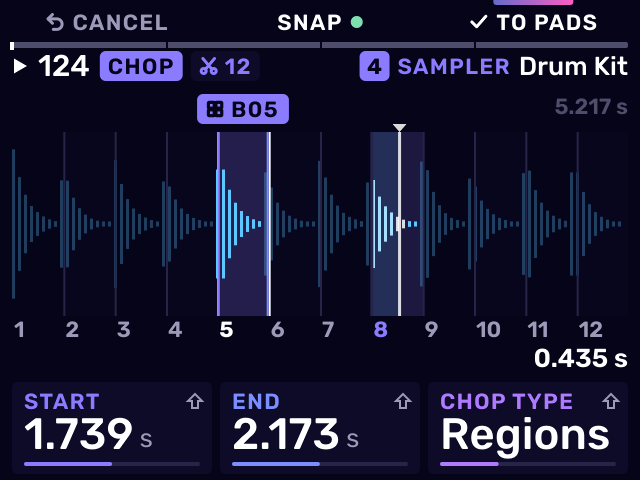 CANCEL SNAP TO PADS
124 CHOP 12 4 SAMPLER Drum Kit
B05 5.217 s
1 2 3 4 5 6 7 8 9 10 11 12
0.435 s
START END CHOP TYPE
1.739 s 2.173 s Regions